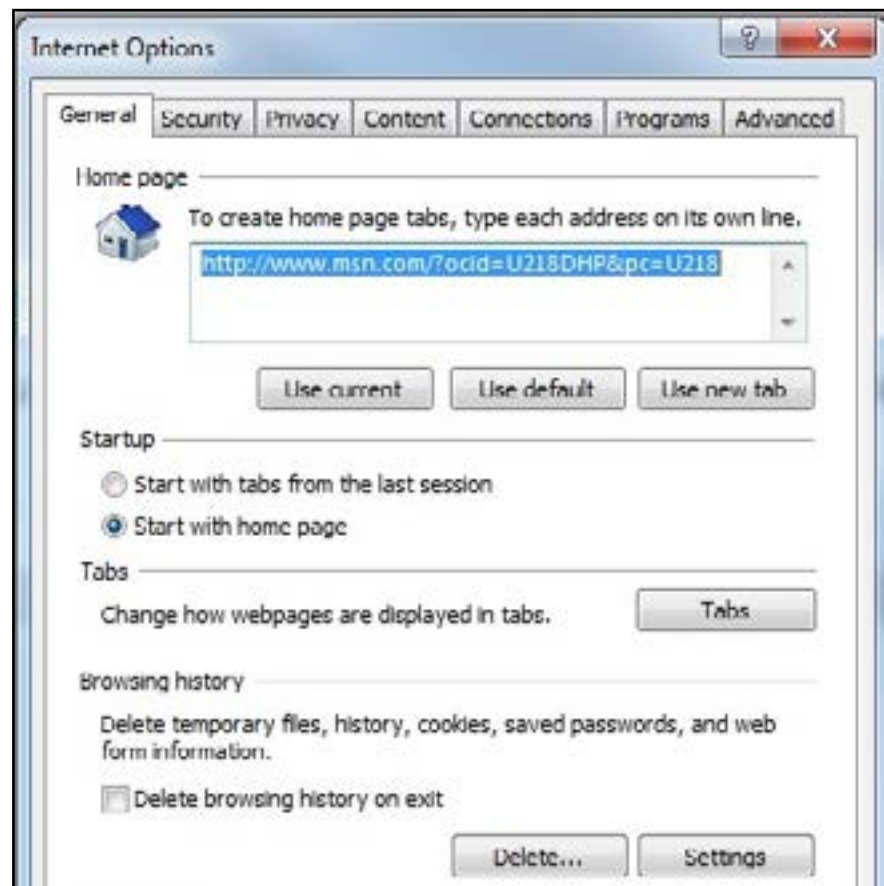 Internet Options
?
X
General Security Privacy Content Connections Programs Advanced
Home page
To create home page tabs, type each address on its own line.
http://www.msn.com/?ocid=U218DHP&pc=U218
Use current Use default Use new tab
Startup
Start with tabs from the last session
Start with home page
Tabs
Change how webpages are displayed in tabs. Tabs
Browsing history
Delete temporary files, history, cookies, saved passwords, and web
form information.
Delete browsing history on exit
Delete... Settings